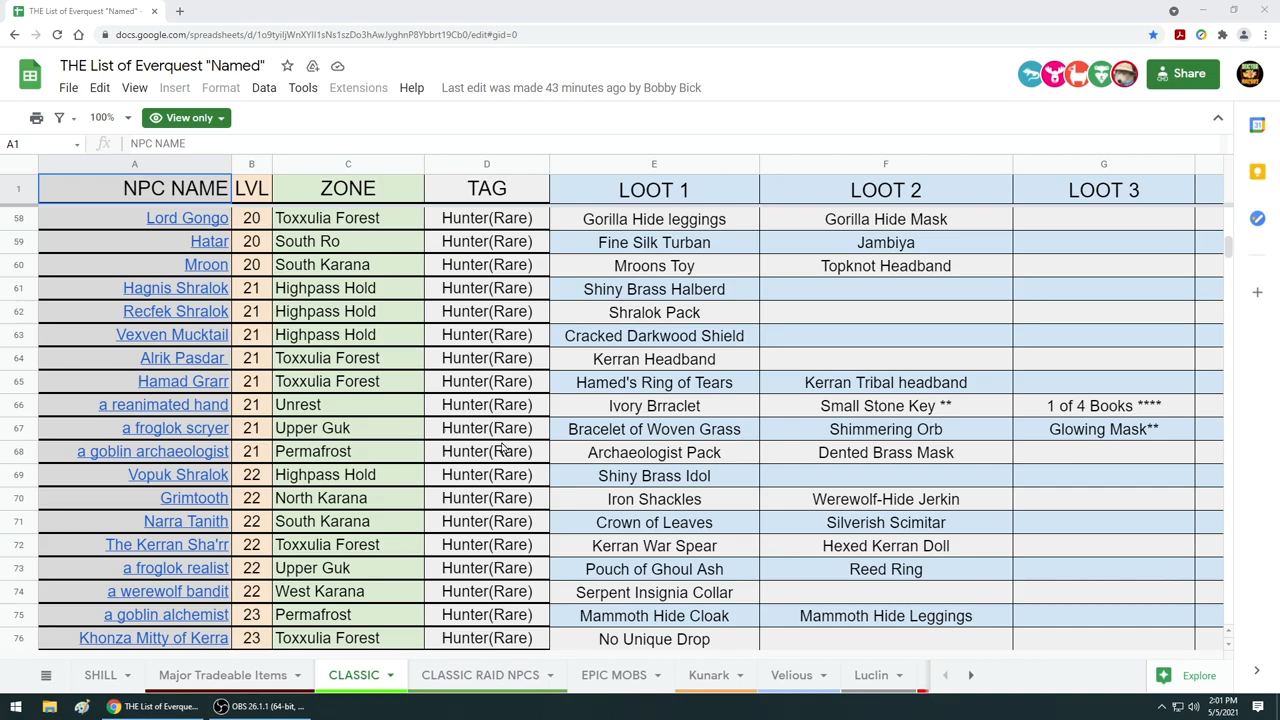 THE List of Everquest "Named" -
docs.google.com/spreadsheets/d/1o9tyiljWnXYII1sNs1szDo3hAwJyghnP8Ybbrt19Cb0/edit#gid=0
THE List of Everquest "Named"
File Edit View Insert Format Data Tools Extensions Help Last edit was made 43 minutes ago by Bobby Bick
Share
100% View only
A1 fx NPC NAME
A B C D E F G
1 NPC NAME LVL ZONE TAG LOOT 1 LOOT 2 LOOT 3
58 Lord Gongo 20 Toxxulia Forest Hunter(Rare) Gorilla Hide leggings Gorilla Hide Mask
59 Hatar 20 South Ro Hunter(Rare) Fine Silk Turban Jambiya
60 Mroon 20 South Karana Hunter(Rare) Mroons Toy Topknot Headband
61 Hagnis Shralok 21 Highpass Hold Hunter(Rare) Shiny Brass Halberd
62 Recfek Shralok 21 Highpass Hold Hunter(Rare) Shralok Pack
63 Vexven Mucktail 21 Highpass Hold Hunter(Rare) Cracked Darkwood Shield
64 Alrik Pasdar 21 Toxxulia Forest Hunter(Rare) Kerran Headband
65 Hamad Grarr 21 Toxxulia Forest Hunter(Rare) Hamed's Ring of Tears Kerran Tribal headband
66 a reanimated hand 21 Unrest Hunter(Rare) Ivory Brraclet Small Stone Key ** 1 of 4 Books ****
67 a froglok scryer 21 Upper Guk Hunter(Rare) Bracelet of Woven Grass Shimmering Orb Glowing Mask**
68 a goblin archaeologist 21 Permafrost Hunter(Rare) Archaeologist Pack Dented Brass Mask
69 Vopuk Shralok 22 Highpass Hold Hunter(Rare) Shiny Brass Idol
70 Grimtooth 22 North Karana Hunter(Rare) Iron Shackles Werewolf-Hide Jerkin
71 Narra Tanith 22 South Karana Hunter(Rare) Crown of Leaves Silverish Scimitar
72 The Kerran Sha'rr 22 Toxxulia Forest Hunter(Rare) Kerran War Spear Hexed Kerran Doll
73 a froglok realist 22 Upper Guk Hunter(Rare) Pouch of Ghoul Ash Reed Ring
74 a werewolf bandit 22 West Karana Hunter(Rare) Serpent Insignia Collar
75 a goblin alchemist 23 Permafrost Hunter(Rare) Mammoth Hide Cloak Mammoth Hide Leggings
76 Khonza Mitty of Kerra 23 Toxxulia Forest Hunter(Rare) No Unique Drop
SHILL Major Tradeable Items CLASSIC CLASSIC RAID NPCS EPIC MOBS Kunark Velious Luclin Explore
THE List of Everque... OBS 26.1.1 (64-bit, ... 2:01 PM
5/5/2021